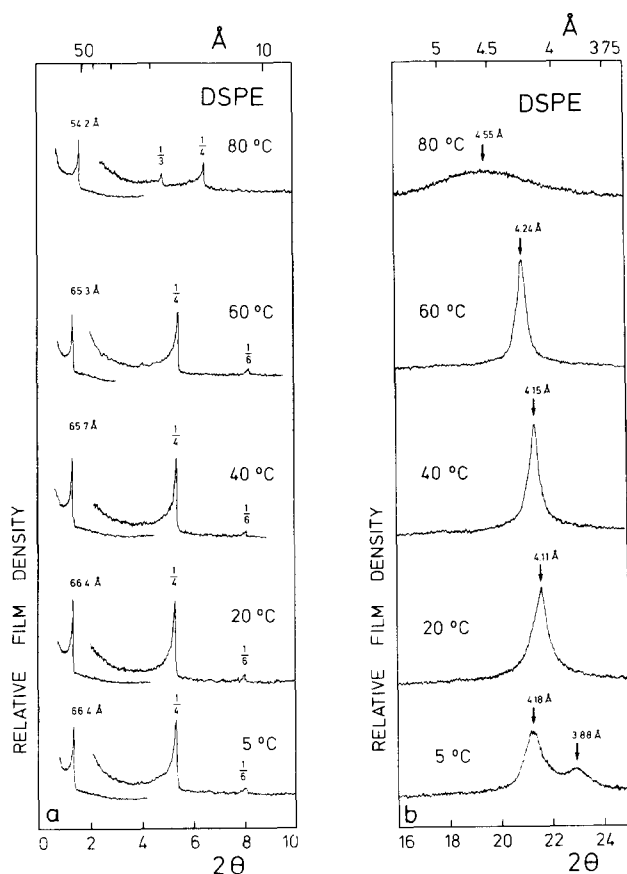 Å
50
10
DSPE
54.2 Å
1/3
1/4
80 °C
65.3 Å
1/4
60 °C
1/6
65.7 Å
1/4
40 °C
1/6
66.4 Å
1/4
20 °C
1/6
66.4 Å
1/4
5 °C
1/6
RELATIVE FILM DENSITY
a
0 2 4 6 8 10
2θ
Å
5 4.5 4 3.75
DSPE
80 °C
4.55 Å
60 °C
4.24 Å
40 °C
4.15 Å
20 °C
4.11 Å
5 °C
4.18 Å
3.88 Å
RELATIVE FILM DENSITY
b
16 18 20 22 24
2θ